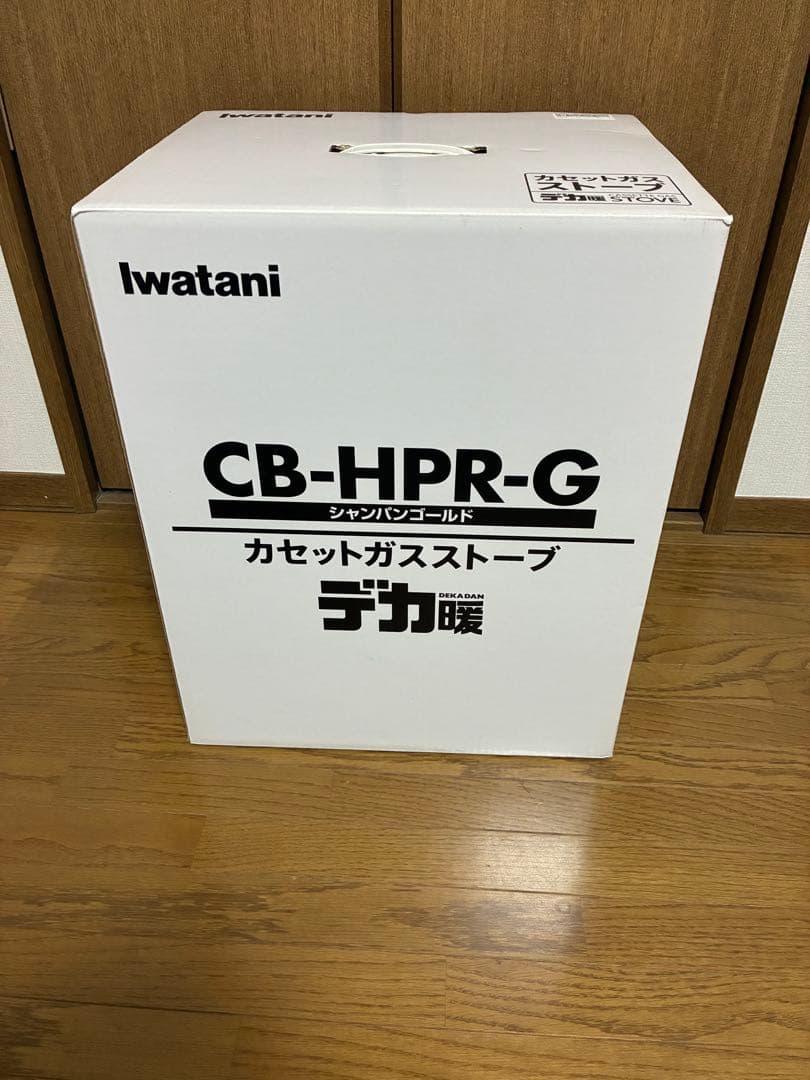 Iwatani
カセットガス
ストーブ
デカ暖 CASSETTE GAS STOVE
Iwatani
CB-HPR-G
シャンパンゴールド
カセットガスストーブ
デカ暖 DEKADAN